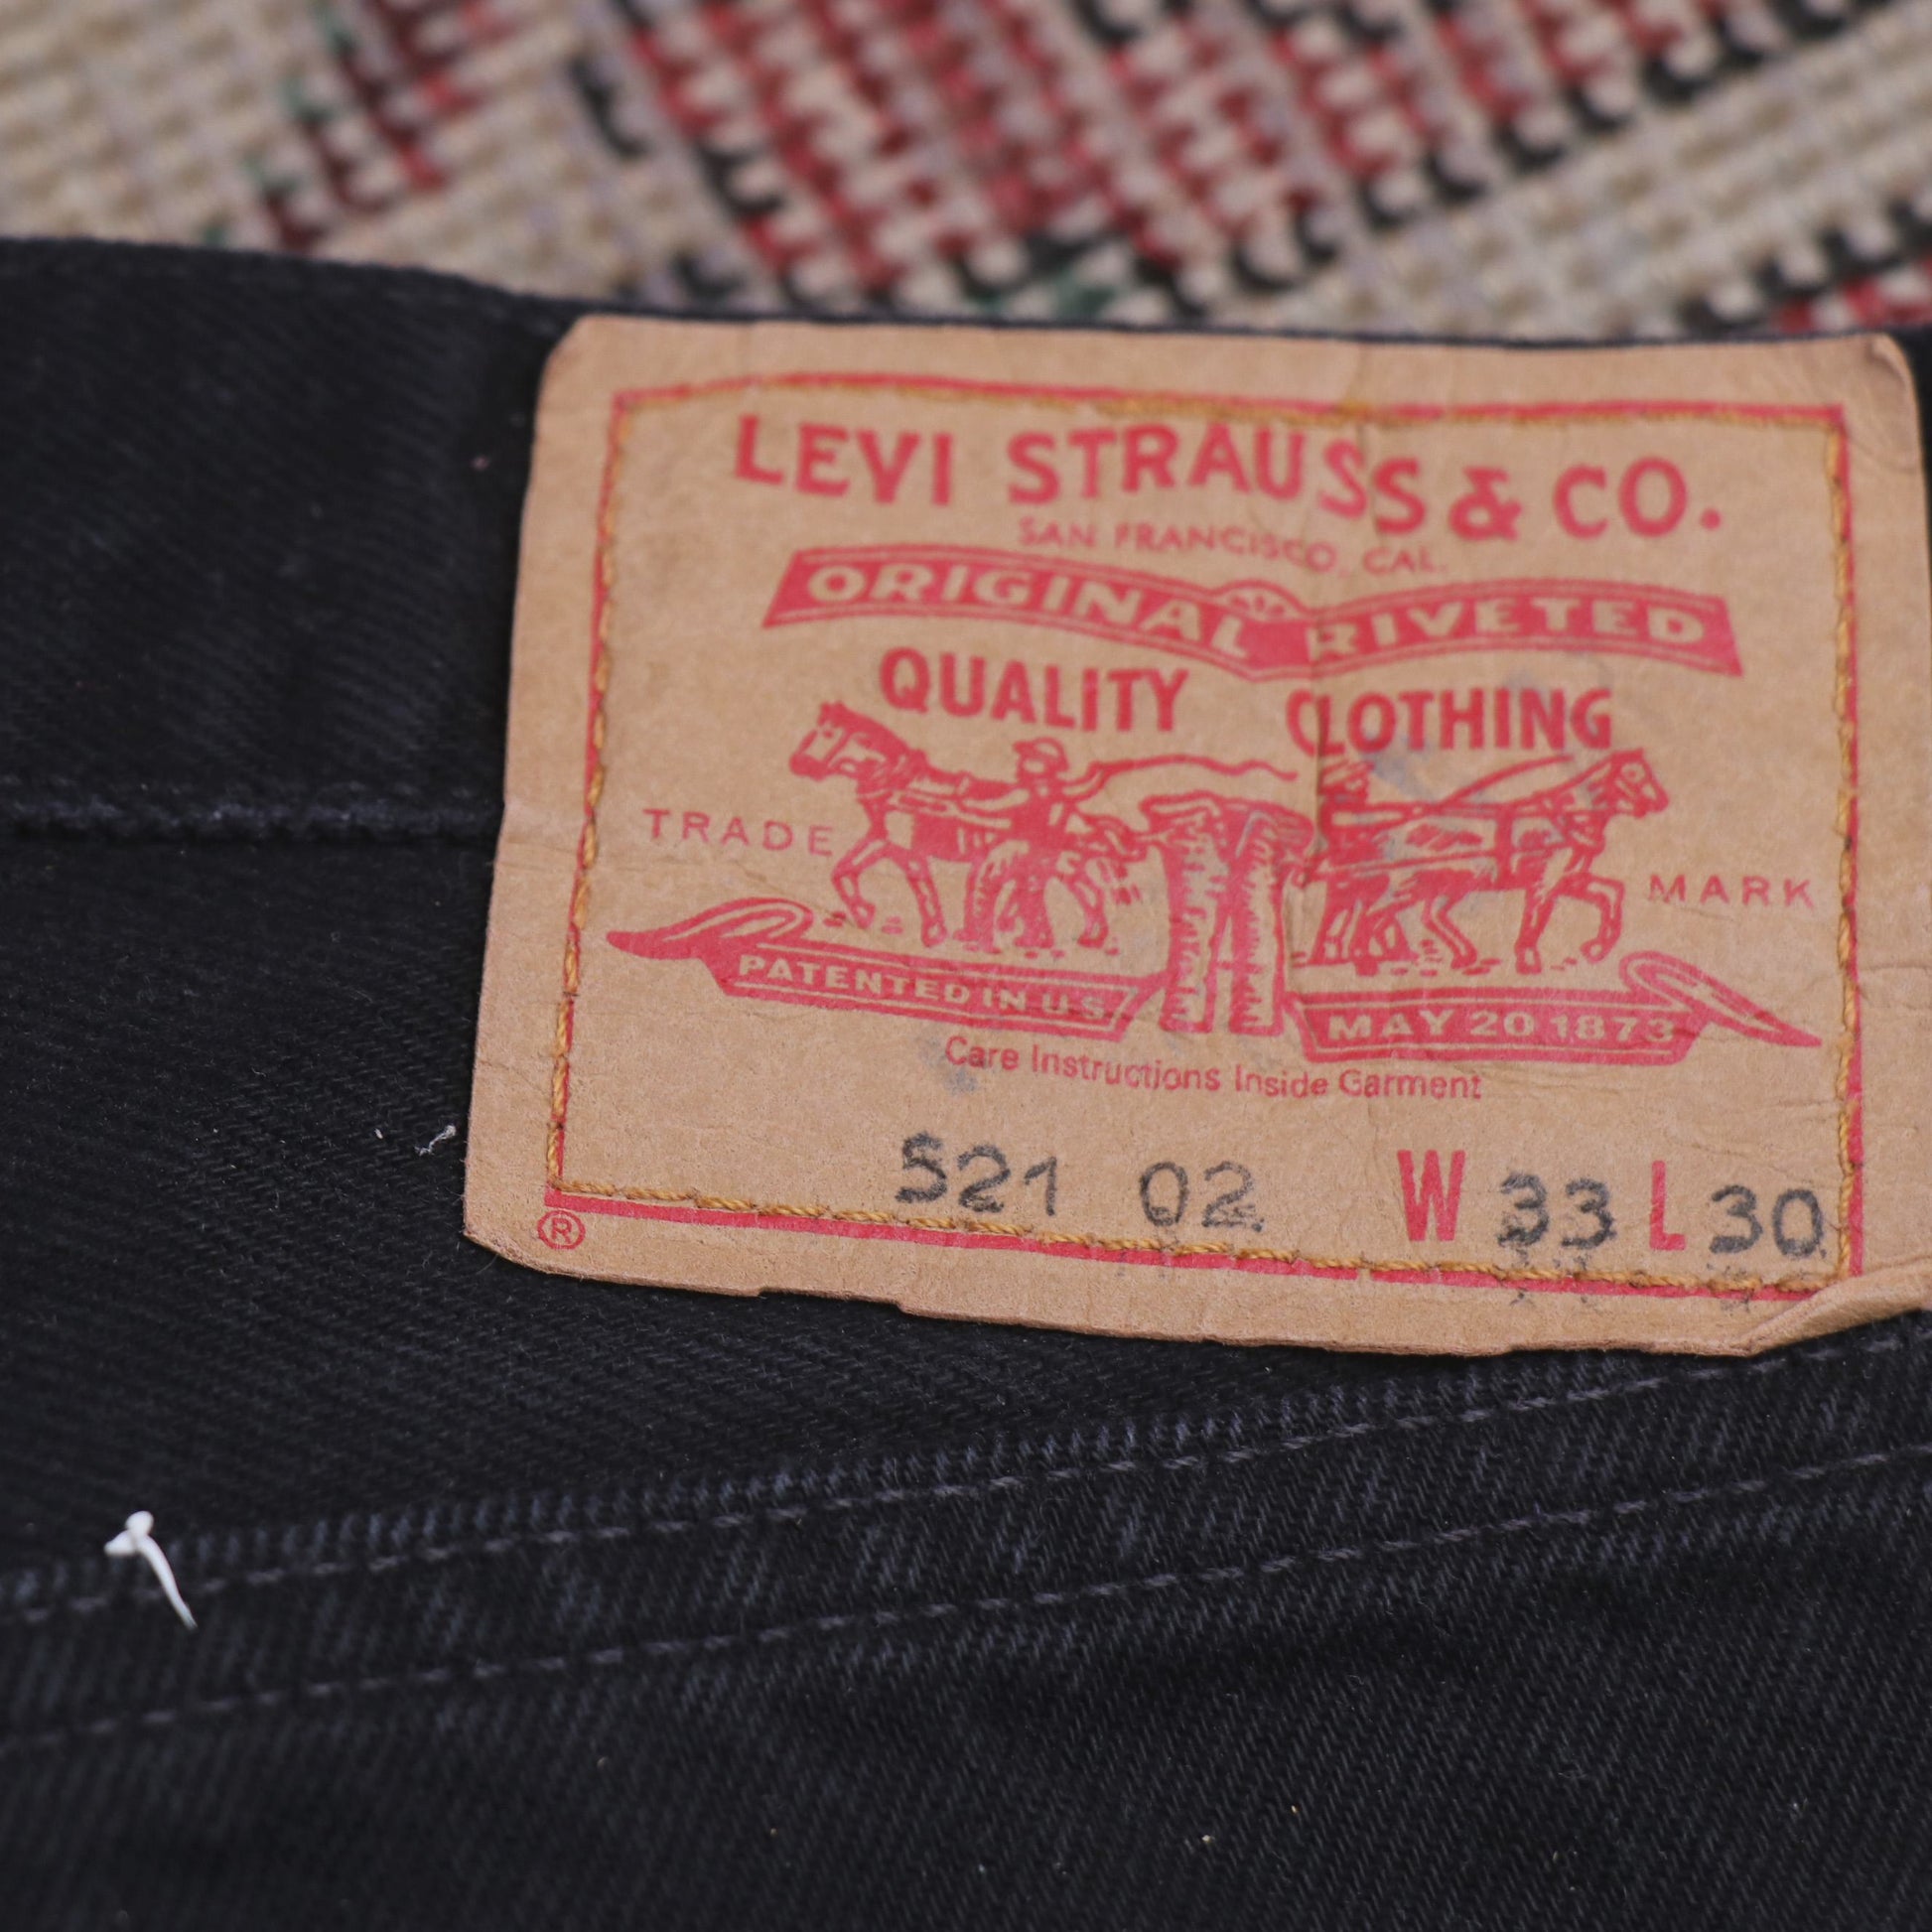 LEVI STRAUSS & CO.
SAN FRANCISCO, CAL.
ORIGINAL RIVETED
QUALITY CLOTHING
TRADE MARK
PATENTED IN U.S. MAY 20 1873
Care Instructions Inside Garment
521 02 W 33 L 30
®